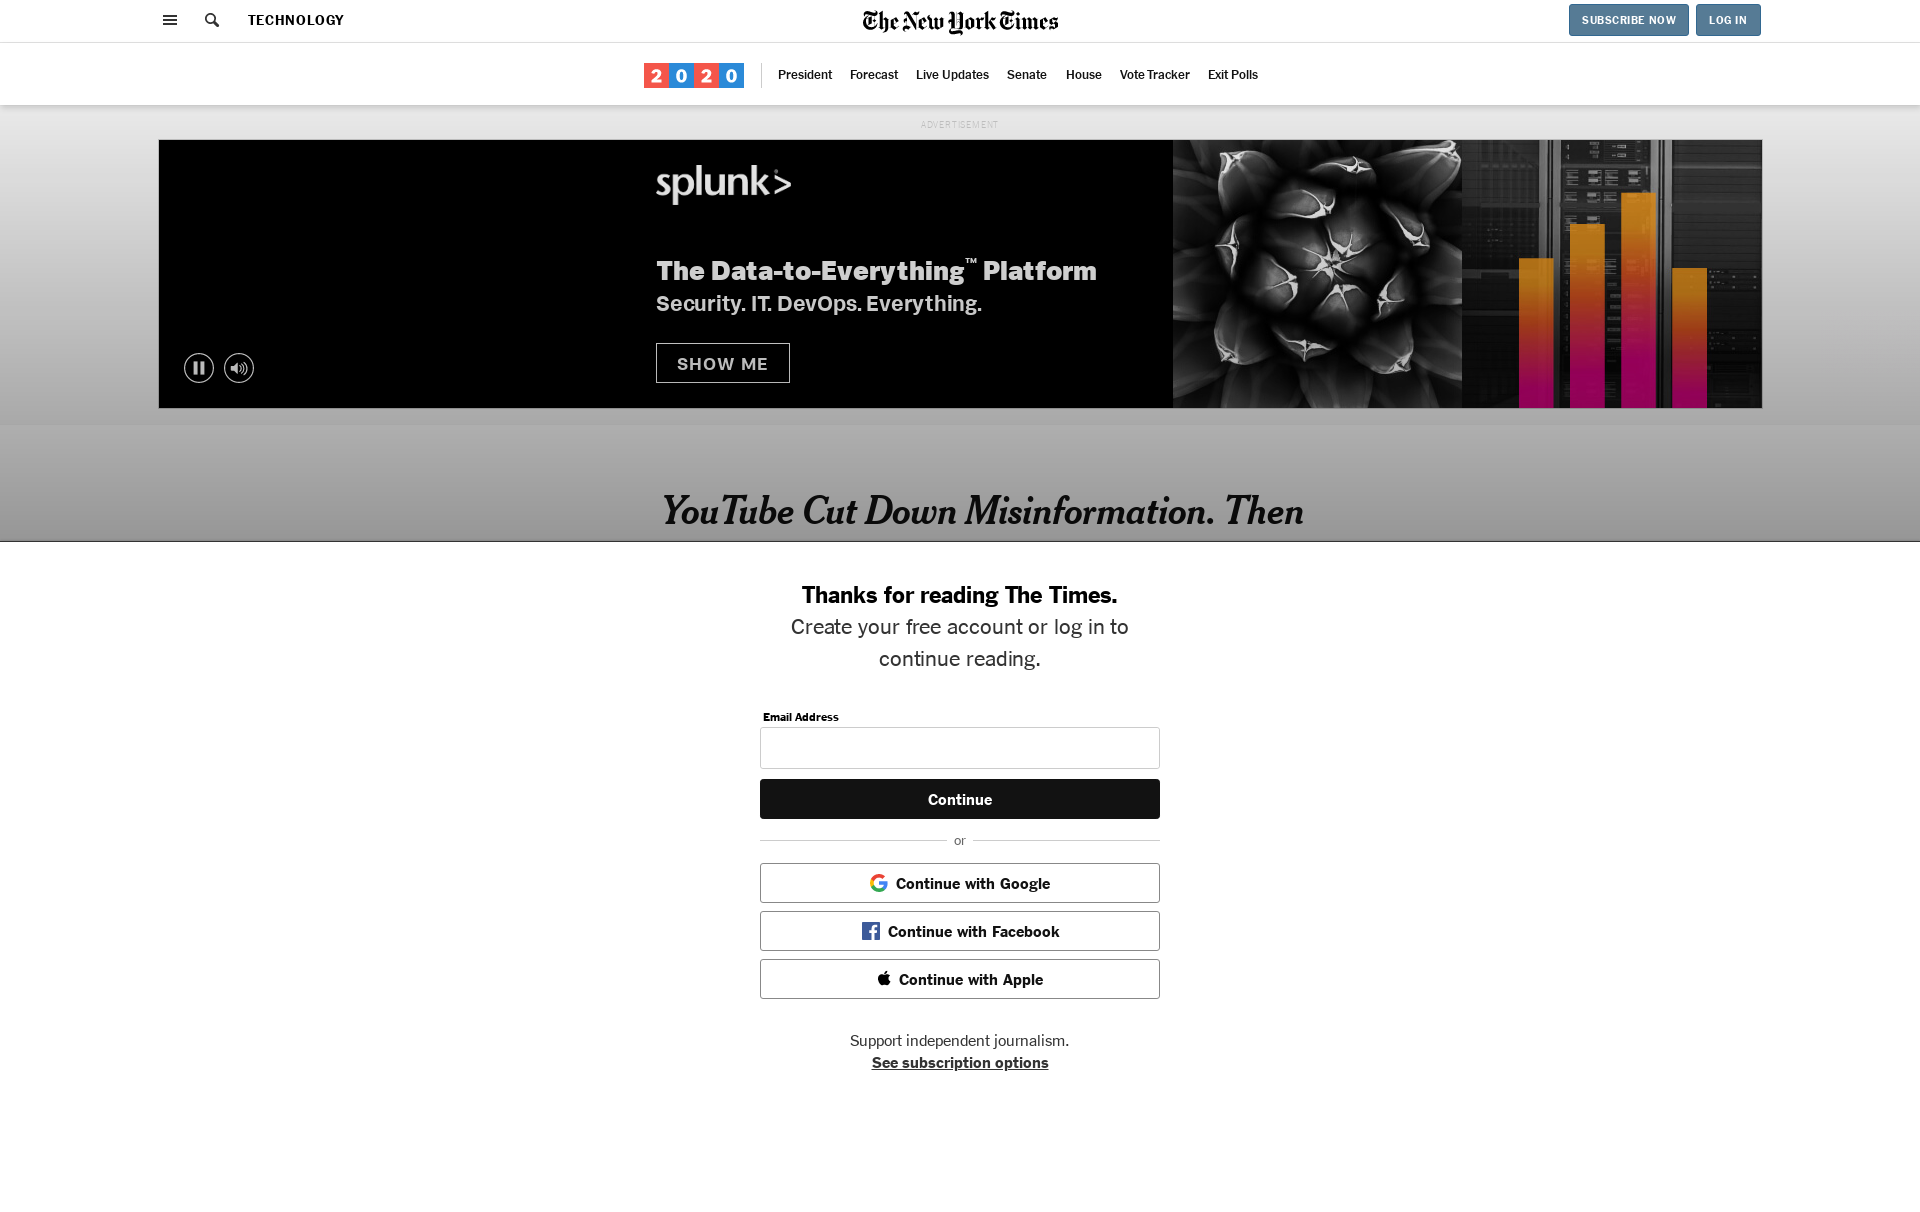 TECHNOLOGY
The New York Times
SUBSCRIBE NOW
LOG IN
2020
President
Forecast
Live Updates
Senate
House
Vote Tracker
Exit Polls
ADVERTISEMENT
splunk>
The Data-to-Everything™ Platform
Security. IT. DevOps. Everything.
SHOW ME
YouTube Cut Down Misinformation. Then
Thanks for reading The Times.
Create your free account or log in to
continue reading.
Email Address
Continue
or
Continue with Google
Continue with Facebook
Continue with Apple
Support independent journalism.
See subscription options